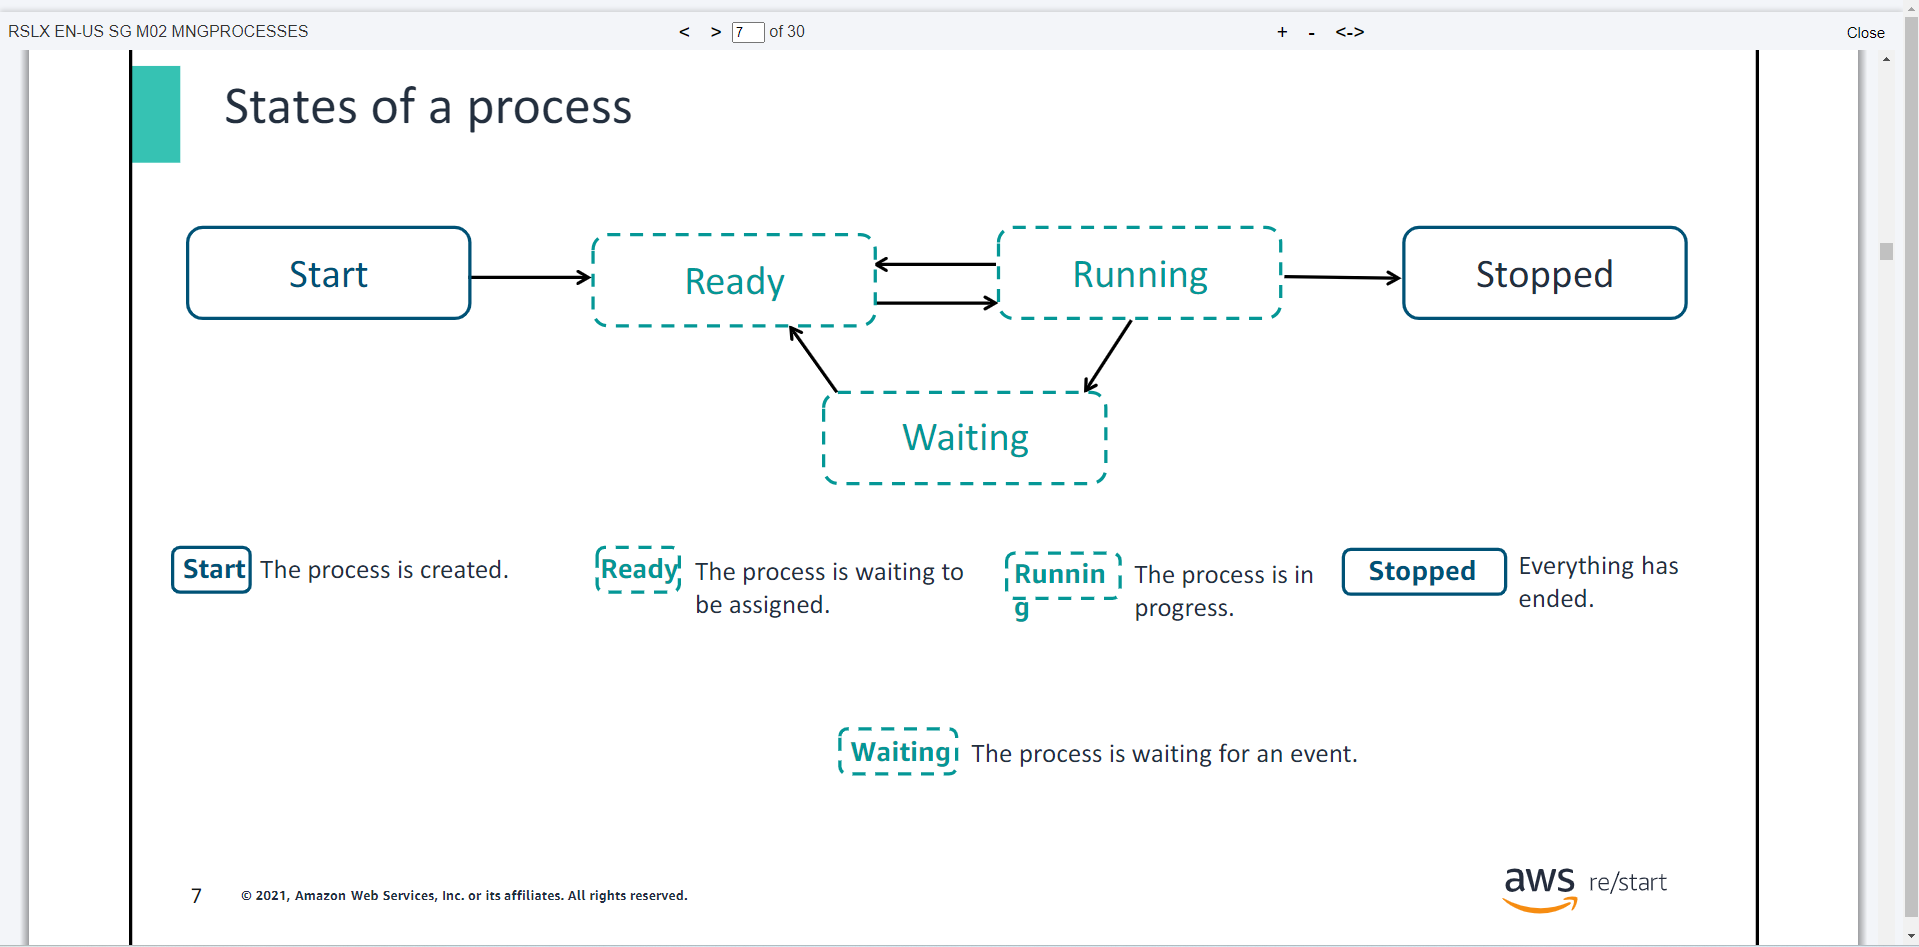 RSLX EN-US SG M02 MNGPROCESSES
< > 7 of 30
+ - <->
Close
States of a process
Start
Ready
Running
Stopped
Waiting
Start The process is created.
Ready The process is waiting to
be assigned.
Runnin
g
The process is in
progress.
Stopped Everything has
ended.
Waiting The process is waiting for an event.
7 © 2021, Amazon Web Services, Inc. or its affiliates. All rights reserved.
aws re/start